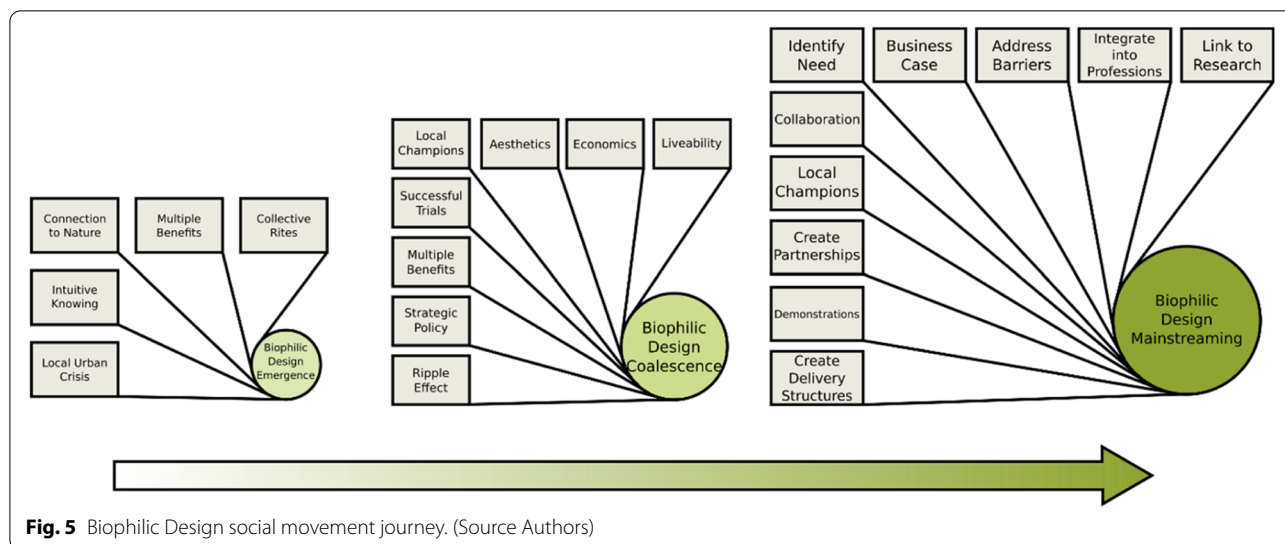 Connection
to Nature
Multiple
Benefits
Collective
Rites
Intuitive
Knowing
Local Urban
Crisis
Biophilic
Design
Emergence
Local
Champions
Aesthetics
Economics
Liveability
Successful
Trials
Multiple
Benefits
Strategic
Policy
Ripple
Effect
Biophilic
Design
Coalescence
Identify
Need
Business
Case
Address
Barriers
Integrate
into
Professions
Link to
Research
Collaboration
Local
Champions
Create
Partnerships
Demonstrations
Create
Delivery
Structures
Biophilic
Design
Mainstreaming
Fig. 5 Biophilic Design social movement journey. (Source Authors)